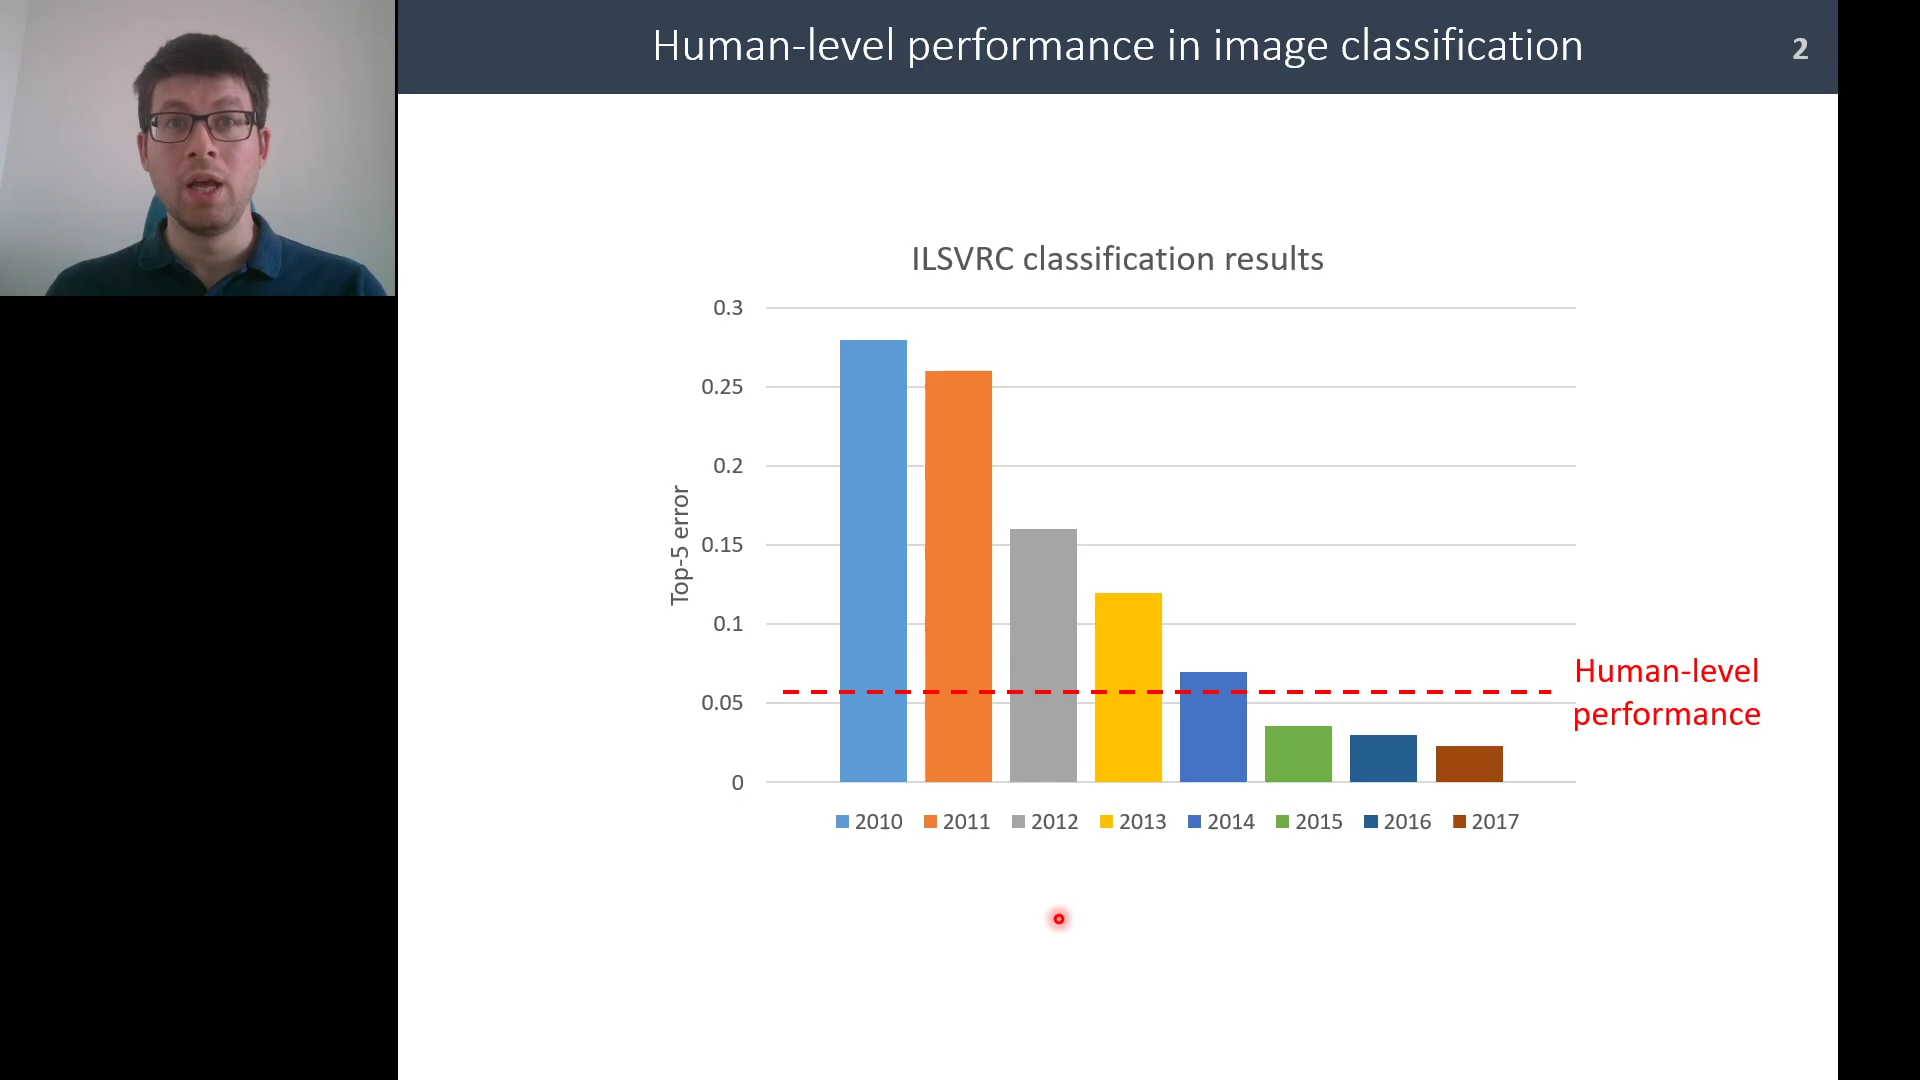 Human-level performance in image classification
2
ILSVRC classification results
Top-5 error
0.3
0.25
0.2
0.15
0.1
0.05
0
Human-level
performance
2010 2011 2012 2013 2014 2015 2016 2017